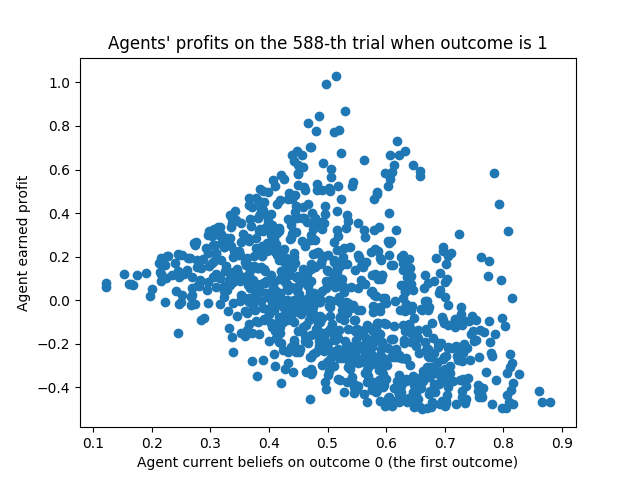 Agents' profits on the 588-th trial when outcome is 1
1.0
0.8
0.6
0.4
0.2
0.0
−0.2
−0.4
Agent earned profit
0.1 0.2 0.3 0.4 0.5 0.6 0.7 0.8 0.9
Agent current beliefs on outcome 0 (the first outcome)